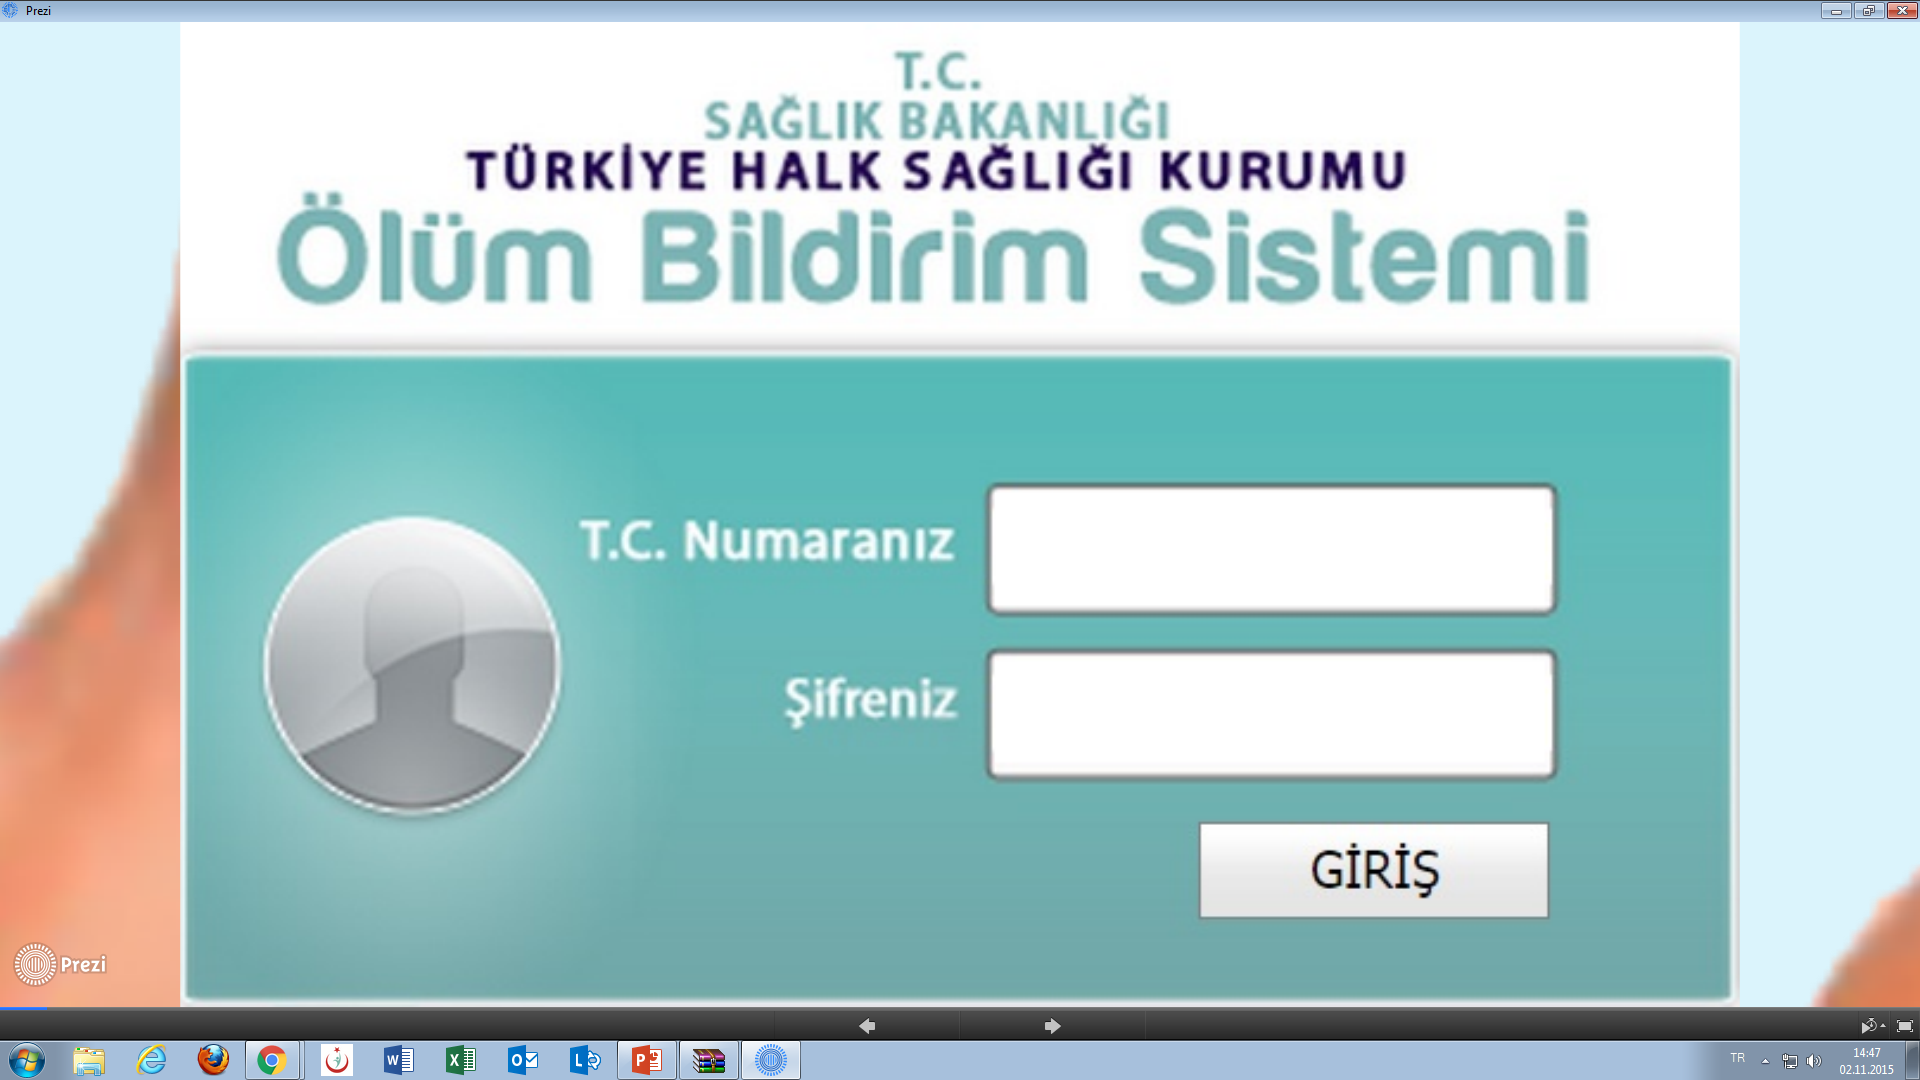 Prezi
T.C.
SAĞLIK BAKANLIĞI
TÜRKİYE HALK SAĞLIĞI KURUMU
Ölüm Bildirim Sistemi
T.C. Numaranız
Şifreniz
GİRİŞ
Prezi
TR
14:47
02.11.2015